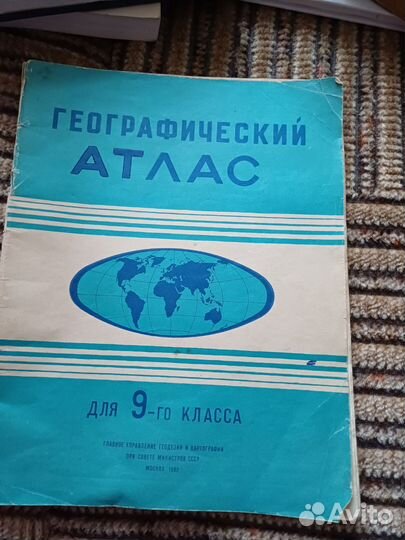 ГЕОГРАФИЧЕСКИЙ
АТЛАС
ДЛЯ 9-ГО КЛАССА
ГЛАВНОЕ УПРАВЛЕНИЕ ГЕОДЕЗИИ И КАРТОГРАФИИ
ПРИ СОВЕТЕ МИНИСТРОВ СССР
МОСКВА
Avito